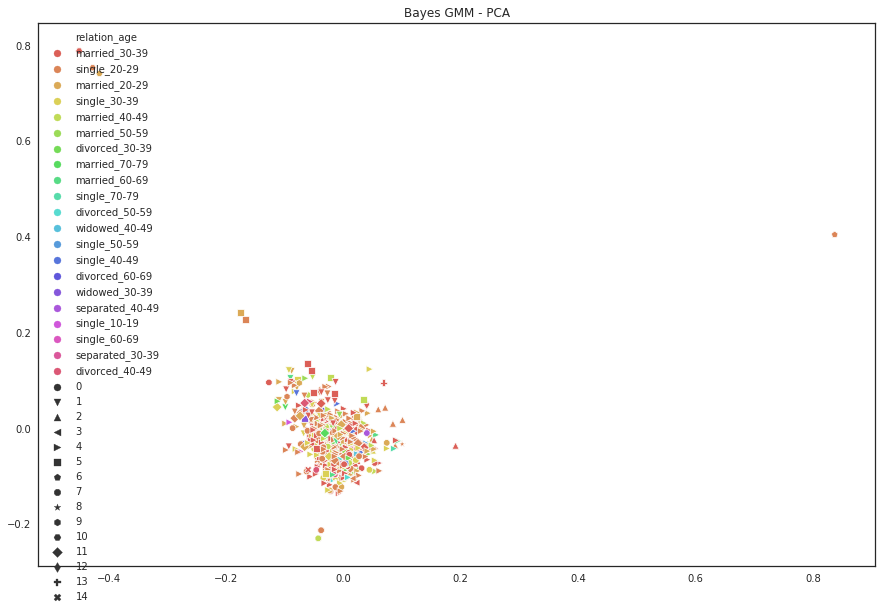 Bayes GMM - PCA
relation_age
married_30-39
single_20-29
married_20-29
single_30-39
married_40-49
married_50-59
divorced_30-39
married_70-79
married_60-69
single_70-79
divorced_50-59
widowed_40-49
single_50-59
single_40-49
divorced_60-69
widowed_30-39
separated_40-49
single_10-19
single_60-69
separated_30-39
divorced_40-49
0
1
2
3
4
5
6
7
8
9
10
11
12
13
14
0.8
0.6
0.4
0.2
0.0
−0.2
−0.4
−0.2
0.0
0.2
0.4
0.6
0.8